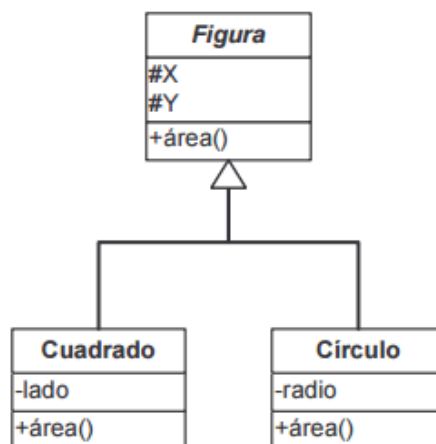 Figura
#X
#Y
+área()
Cuadrado
-lado
+área()
Círculo
-radio
+área()